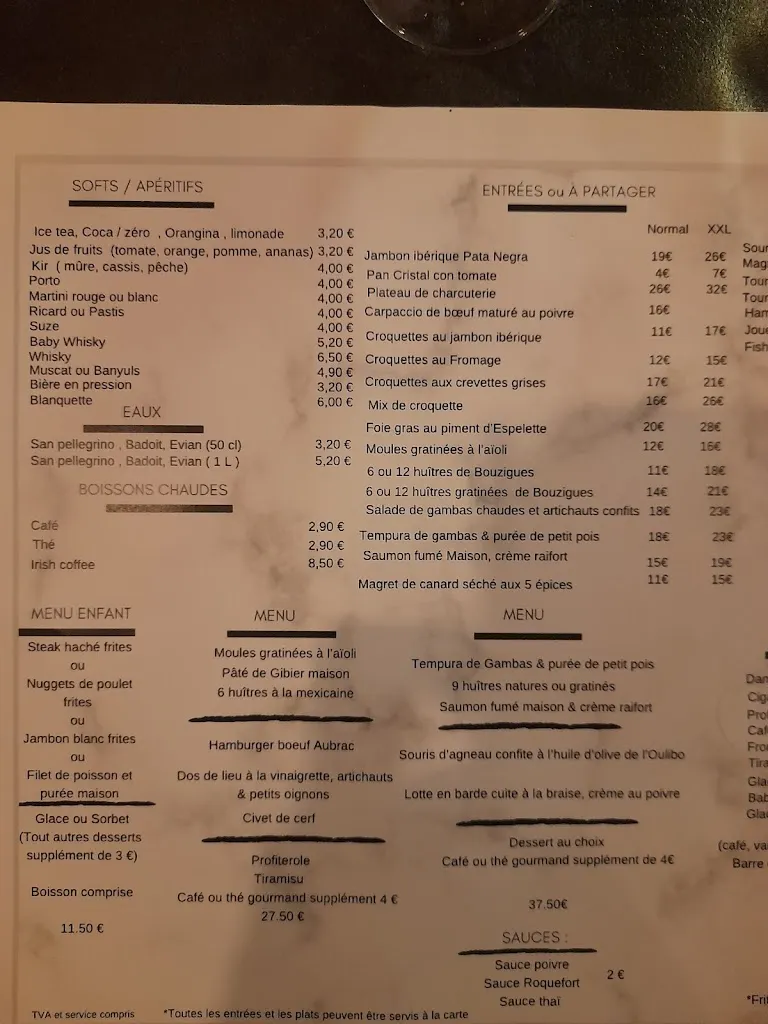 SOFTS / APÉRITIFS
Ice tea, Coca / zéro , Orangina , limonade 3,20 €
Jus de fruits (tomate, orange, pomme, ananas) 3,20 €
Kir ( mûre, cassis, pêche) 4,00 €
Porto 4,00 €
Martini rouge ou blanc 4,00 €
Ricard ou Pastis 4,00 €
Suze 4,00 €
Baby Whisky 5,20 €
Whisky 6,50 €
Muscat ou Banyuls 4,90 €
Bière en pression 3,20 €
Blanquette 6,00 €
EAUX
San pellegrino , Badoit, Evian (50 cl) 3,20 €
San pellegrino , Badoit, Evian ( 1 L ) 5,20 €
BOISSONS CHAUDES
Café 2,90 €
Thé 2,90 €
Irish coffee 8,50 €
ENTRÉES ou À PARTAGER
Normal XXL
Jambon ibérique Pata Negra 19€ 26€
Pan Cristal con tomate 4€ 7€
Plateau de charcuterie 26€ 32€
Carpaccio de bœuf maturé au poivre 16€
Croquettes au jambon ibérique 11€ 17€
Croquettes au Fromage 12€ 15€
Croquettes aux crevettes grises 17€ 21€
Mix de croquette 16€ 26€
Foie gras au piment d'Espelette 20€ 28€
Moules gratinées à l'aïoli 12€ 16€
6 ou 12 huîtres de Bouzigues 11€ 18€
6 ou 12 huîtres gratinées de Bouzigues 14€ 21€
Salade de gambas chaudes et artichauts confits 18€ 23€
Tempura de gambas & purée de petit pois 18€ 23€
Saumon fumé Maison, crème raifort 15€ 19€
Magret de canard séché aux 5 épices 11€ 15€
MENU ENFANT
Steak haché frites
ou
Nuggets de poulet
frites
ou
Jambon blanc frites
ou
Filet de poisson et
purée maison
Glace ou Sorbet
(Tout autres desserts
supplément de 3 €)
Boisson comprise
11.50 €
MENU
Moules gratinées à l'aïoli
Pâté de Gibier maison
6 huîtres à la mexicaine
Hamburger boeuf Aubrac
Dos de lieu à la vinaigrette, artichauts
& petits oignons
Civet de cerf
Profiterole
Tiramisu
Café ou thé gourmand supplément 4 €
27.50 €
MENU
Tempura de Gambas & purée de petit pois
9 huîtres natures ou gratinés
Saumon fumé maison & crème raifort
Souris d'agneau confite à l'huile d'olive de l'Oulibo
Lotte en barde cuite à la braise, crème au poivre
Dessert au choix
Café ou thé gourmand supplément de 4€
37.50€
SAUCES :
Sauce poivre
Sauce Roquefort 2 €
Sauce thaï
TVA et service compris
*Toutes les entrées et les plats peuvent être servis à la carte
(café, va
Barre